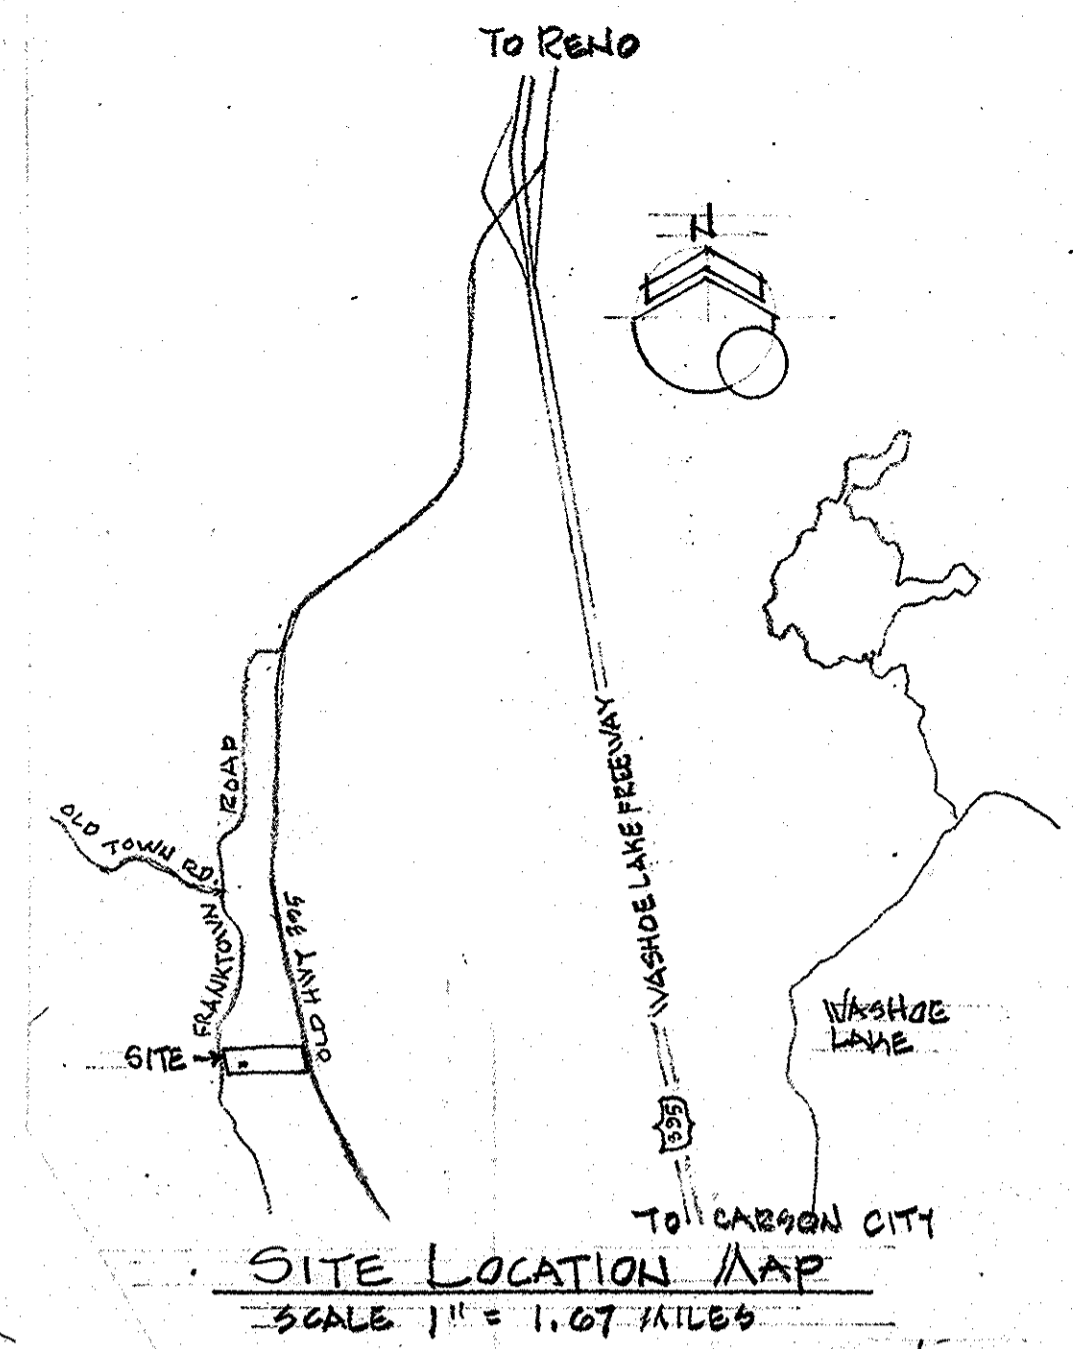 TO RENO
N
ROAD
OLD TOWN RD.
FRANKTOWN
OLD HWY 395
WASHOE LAKE FREEWAY
WASHOE
LAKE
SITE
395
TO CARSON CITY
SITE LOCATION MAP
SCALE 1" = 1.67 MILES